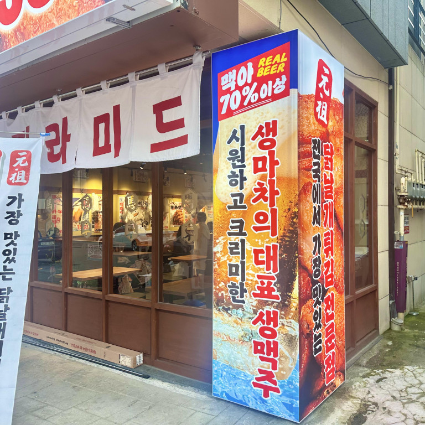 라미드
맥아
70%이상
REAL
BEER
생마차의 대표 생맥주
시원하고 크리미한
元祖
닭날개튀김 전문점
전국에서 가장 맛있는
元祖
가장 맛있는 닭날개